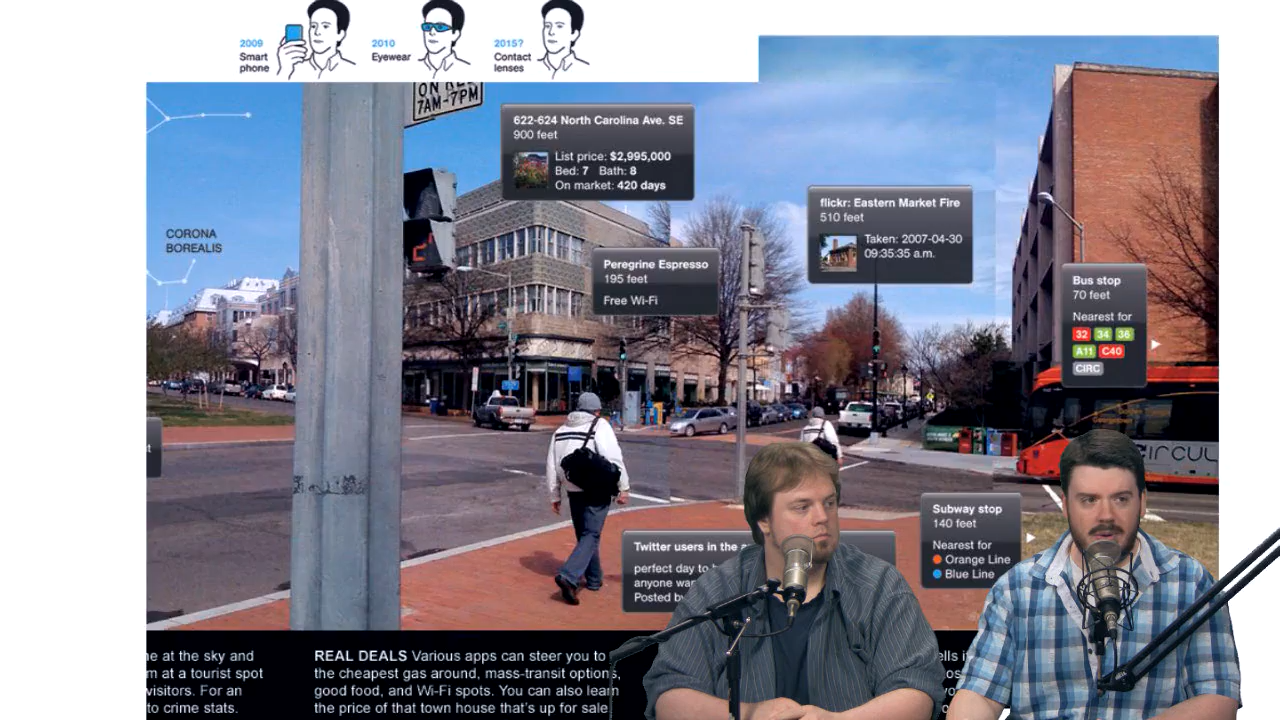 2009
Smart
phone
2010
Eyewear
2015?
Contact
lenses
7AM-7PM
622-624 North Carolina Ave. SE
900 feet
List price: $2,995,000
Bed: 7 Bath: 8
On market: 420 days
flickr: Eastern Market Fire
510 feet
Taken: 2007-04-30
09:35:35 a.m.
CORONA
BOREALIS
Peregrine Espresso
195 feet
Free Wi-Fi
Bus stop
70 feet
Nearest for
32 34 36
A11 C40
CIRC
Subway stop
140 feet
Nearest for
Orange Line
Blue Line
Twitter users in the
perfect day to
anyone
Posted by
at the sky and
at a tourist spot
visitors. For an
to crime stats.
REAL DEALS Various apps can steer you to
the cheapest gas around, mass-transit options,
good food, and Wi-Fi spots. You can also learn
the price of that town house that's up for sale